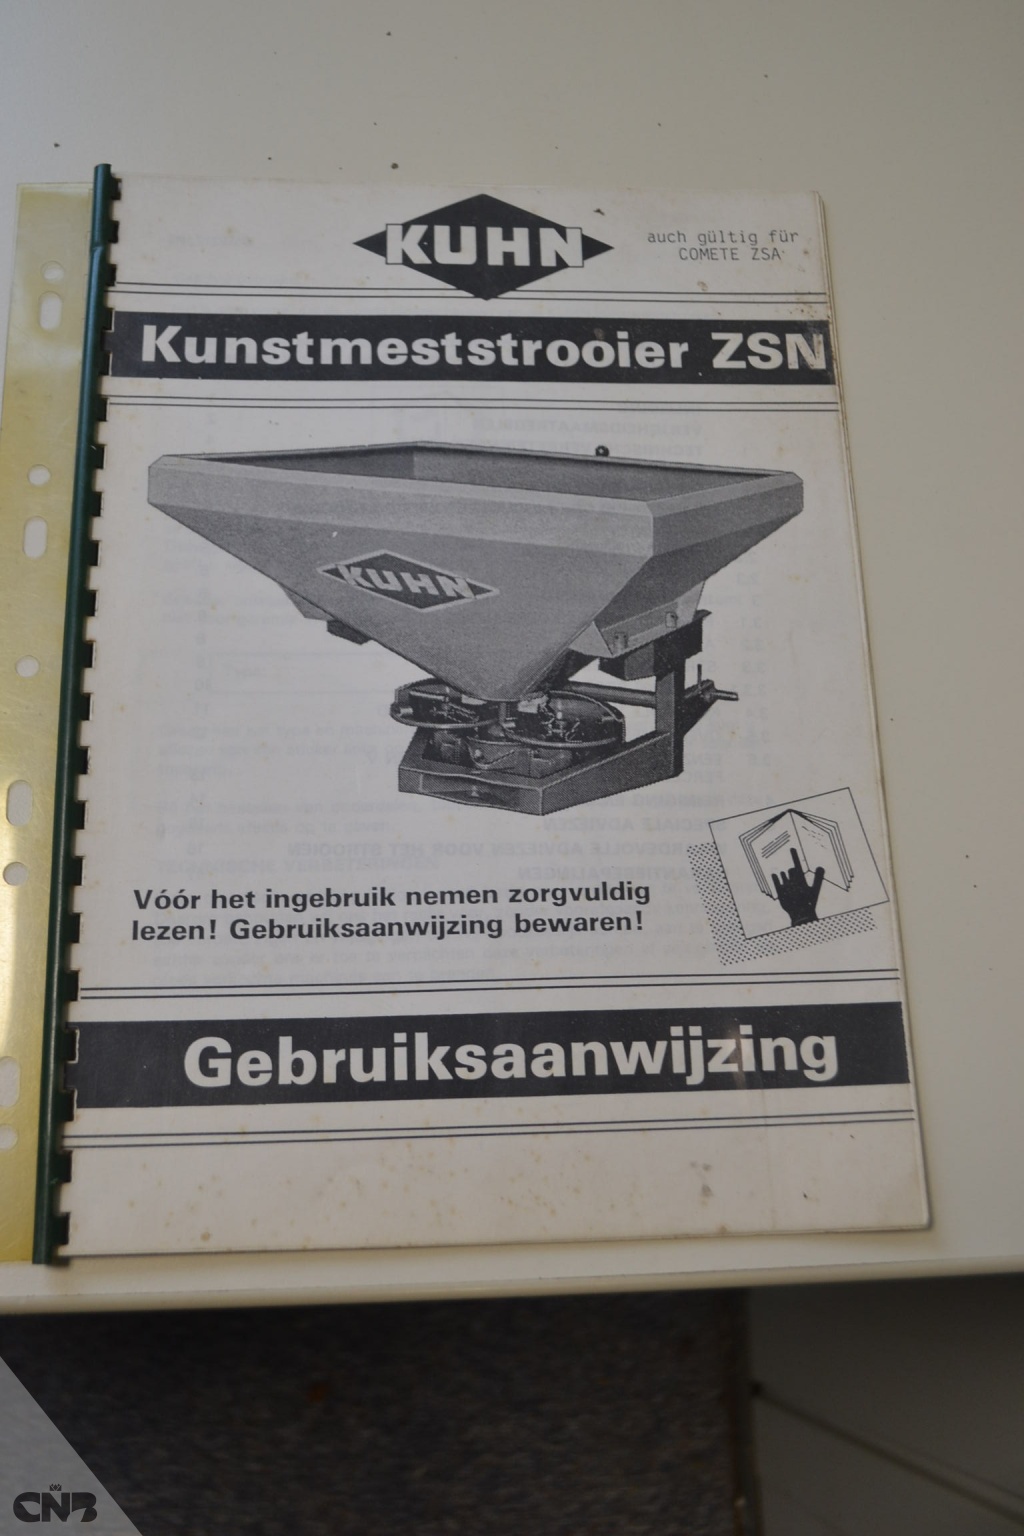 KUHN
auch gültig für
COMETE ZSA
Kunstmeststrooier ZSN
KUHN
Vóór het ingebruik nemen zorgvuldig
lezen! Gebruiksaanwijzing bewaren!
Gebruiksaanwijzing
CNB